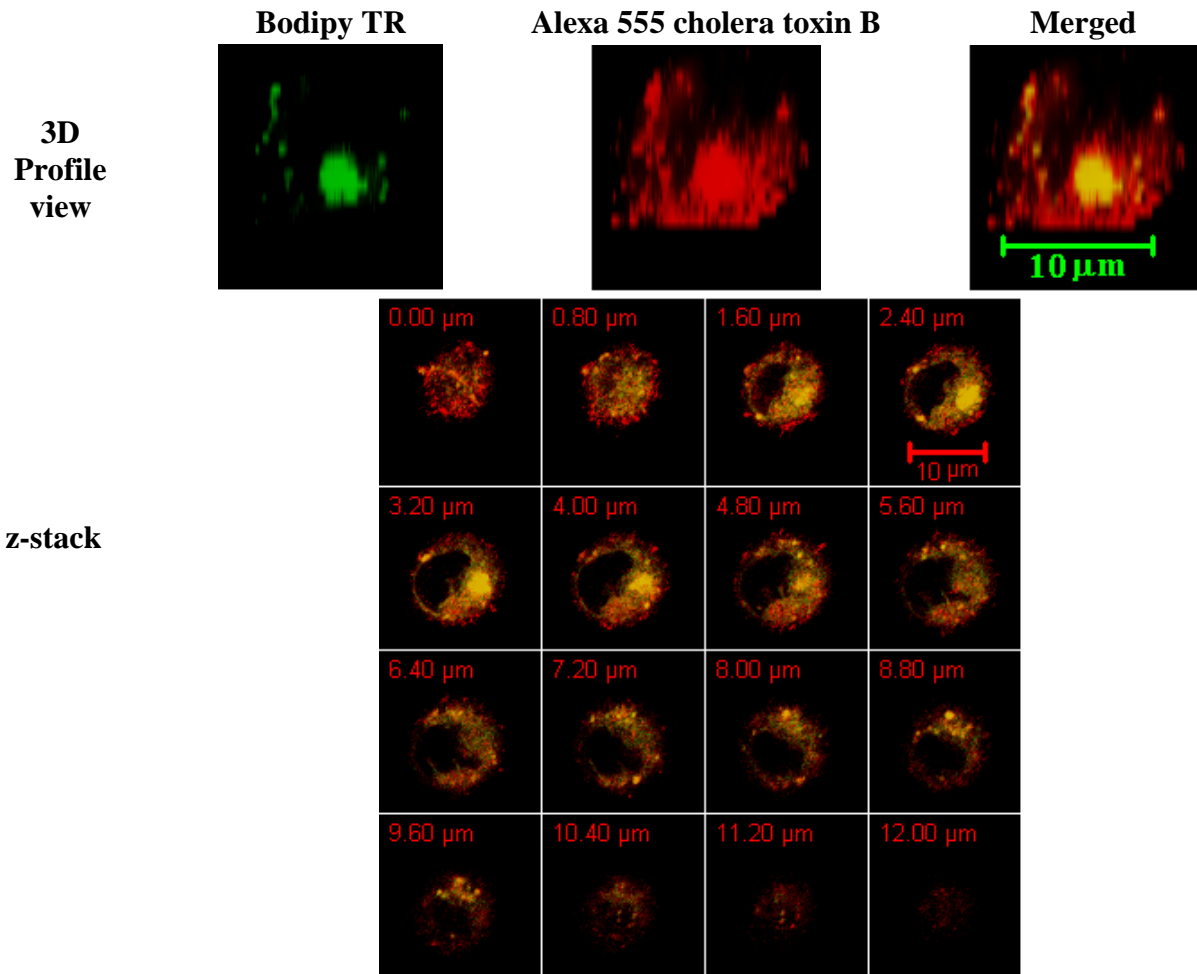 Bodipy TR Alexa 555 cholera toxin B Merged
3D
Profile
view
10 μm
0.00 µm 0.80 µm 1.60 µm 2.40 µm
10 µm
z-stack
3.20 µm 4.00 µm 4.80 µm 5.60 µm
6.40 µm 7.20 µm 8.00 µm 8.80 µm
9.60 µm 10.40 µm 11.20 µm 12.00 µm